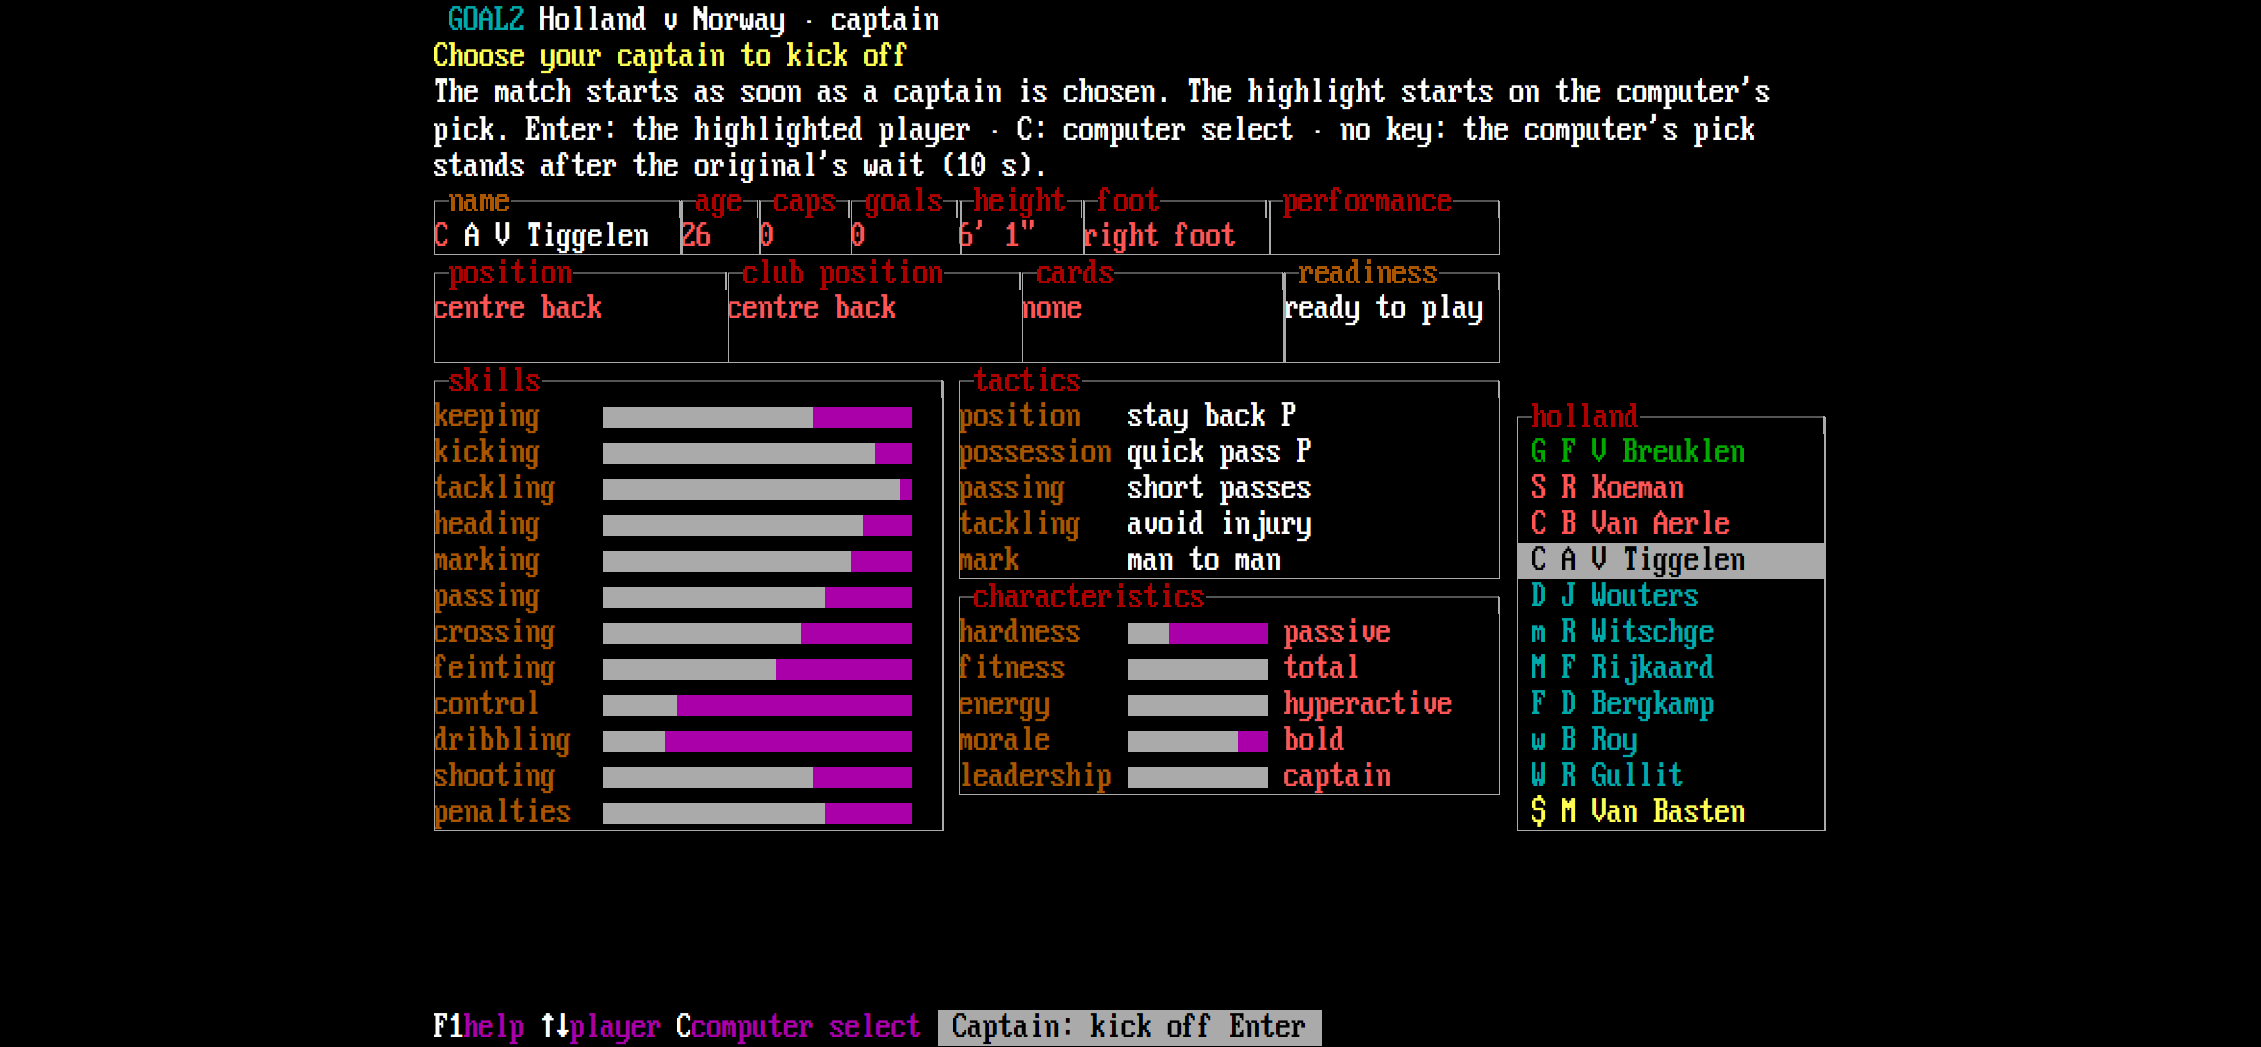 GOAL2 Holland v Norway · captain
Choose your captain to kick off
The match starts as soon as a captain is chosen. The highlight starts on the computer's
pick. Enter: the highlighted player · C: computer select · no key: the computer's pick
stands after the original's wait (10 s).
name age caps goals height foot performance
C A V Tiggelen 26 0 0 6' 1" right foot
position club position cards readiness
centre back centre back none ready to play
skills
keeping
kicking
tackling
heading
marking
passing
crossing
feinting
control
dribbling
shooting
penalties
tactics
position stay back P
possession quick pass P
passing short passes
tackling avoid injury
mark man to man
characteristics
hardness passive
fitness total
energy hyperactive
morale bold
leadership captain
holland
G F V Breuklen
S R Koeman
C B Van Aerle
C A V Tiggelen
D J Wouters
m R Witschge
M F Rijkaard
F D Bergkamp
w B Roy
W R Gullit
$ M Van Basten
F1help ↑↓player Ccomputer select Captain: kick off Enter